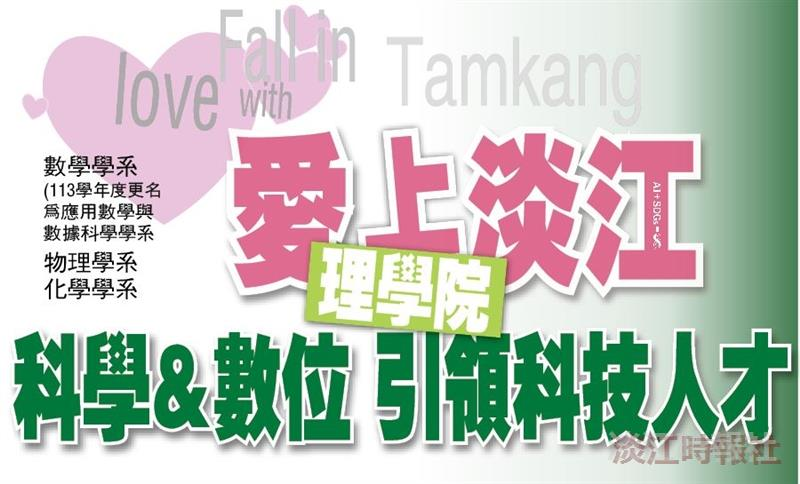 Fall in
love with
Tamkang
愛上淡江
AI+SDGs=
理學院
數學學系
(113學年度更名
為應用數學與
數據科學學系
物理學系
化學學系
科學&數位 引領科技人才
淡江時報社